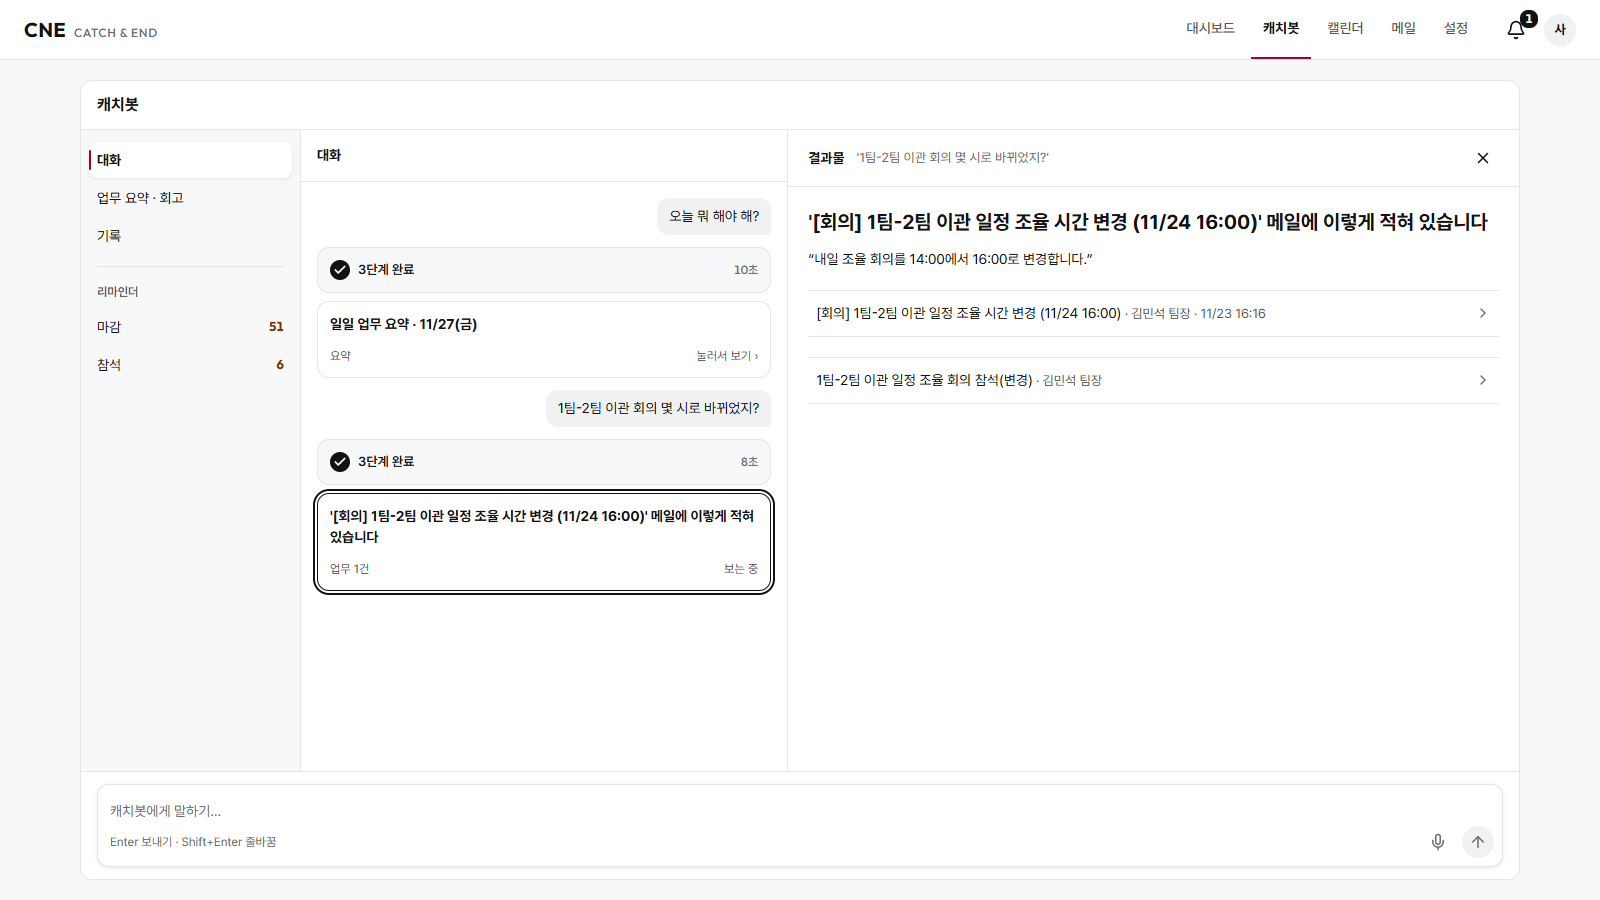 CNE CATCH & END
대시보드 캐치봇 캘린더 메일 설정 1 사
캐치봇
대화
업무 요약 · 회고
기록
리마인더
마감 51
참석 6
대화
오늘 뭐 해야 해?
3단계 완료 10초
일일 업무 요약 · 11/27(금)
요약 눌러서 보기 ›
1팀-2팀 이관 회의 몇 시로 바뀌었지?
3단계 완료 8초
'[회의] 1팀-2팀 이관 일정 조율 시간 변경 (11/24 16:00)' 메일에 이렇게 적혀
있습니다
업무 1건 보는 중
결과물 '1팀-2팀 이관 회의 몇 시로 바뀌었지?'
'[회의] 1팀-2팀 이관 일정 조율 시간 변경 (11/24 16:00)' 메일에 이렇게 적혀 있습니다
“내일 조율 회의를 14:00에서 16:00로 변경합니다.”
[회의] 1팀-2팀 이관 일정 조율 시간 변경 (11/24 16:00) · 김민석 팀장 · 11/23 16:16
1팀-2팀 이관 일정 조율 회의 참석(변경) · 김민석 팀장
캐치봇에게 말하기...
Enter 보내기 · Shift+Enter 줄바꿈